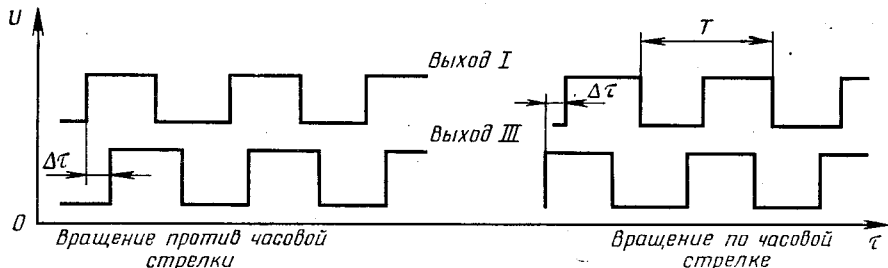 U
Выход I
T
Δτ
Δτ
Выход III
0
τ
Вращение против часовой
стрелки
Вращение по часовой
стрелке